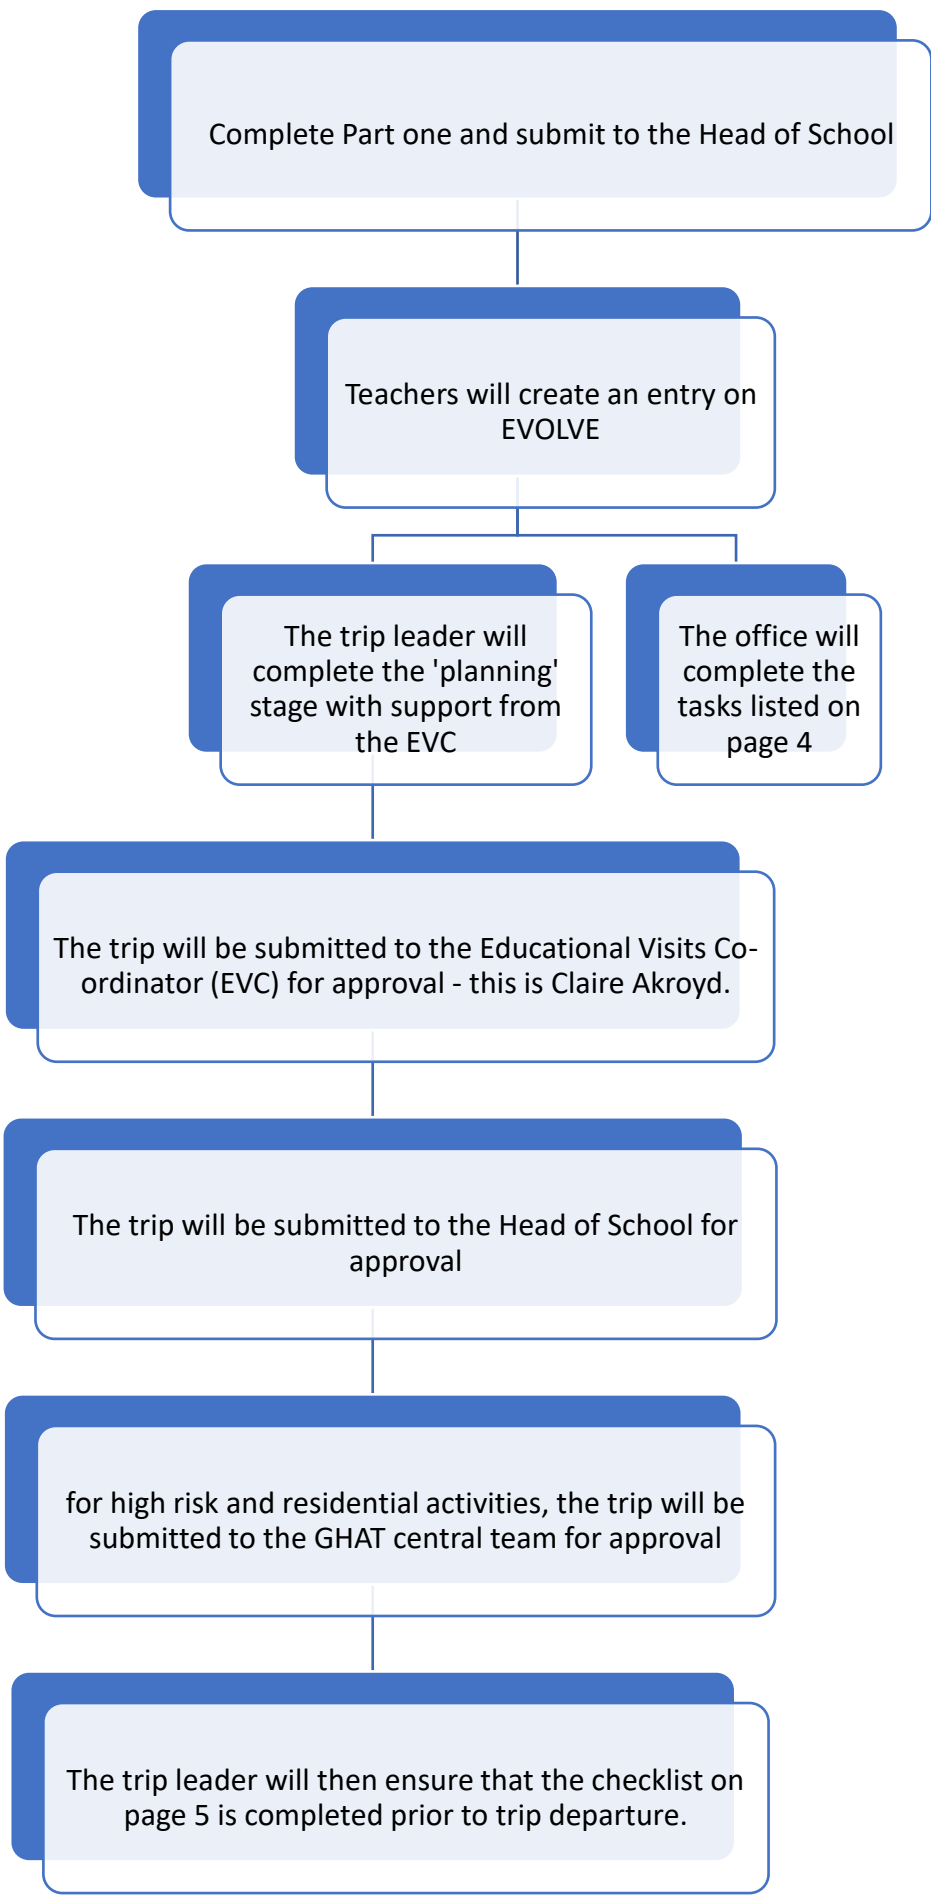 Complete Part one and submit to the Head of School
Teachers will create an entry on
EVOLVE
The trip leader will
complete the 'planning'
stage with support from
the EVC
The office will
complete the
tasks listed on
page 4
The trip will be submitted to the Educational Visits Co-
ordinator (EVC) for approval - this is Claire Akroyd.
The trip will be submitted to the Head of School for
approval
for high risk and residential activities, the trip will be
submitted to the GHAT central team for approval
The trip leader will then ensure that the checklist on
page 5 is completed prior to trip departure.